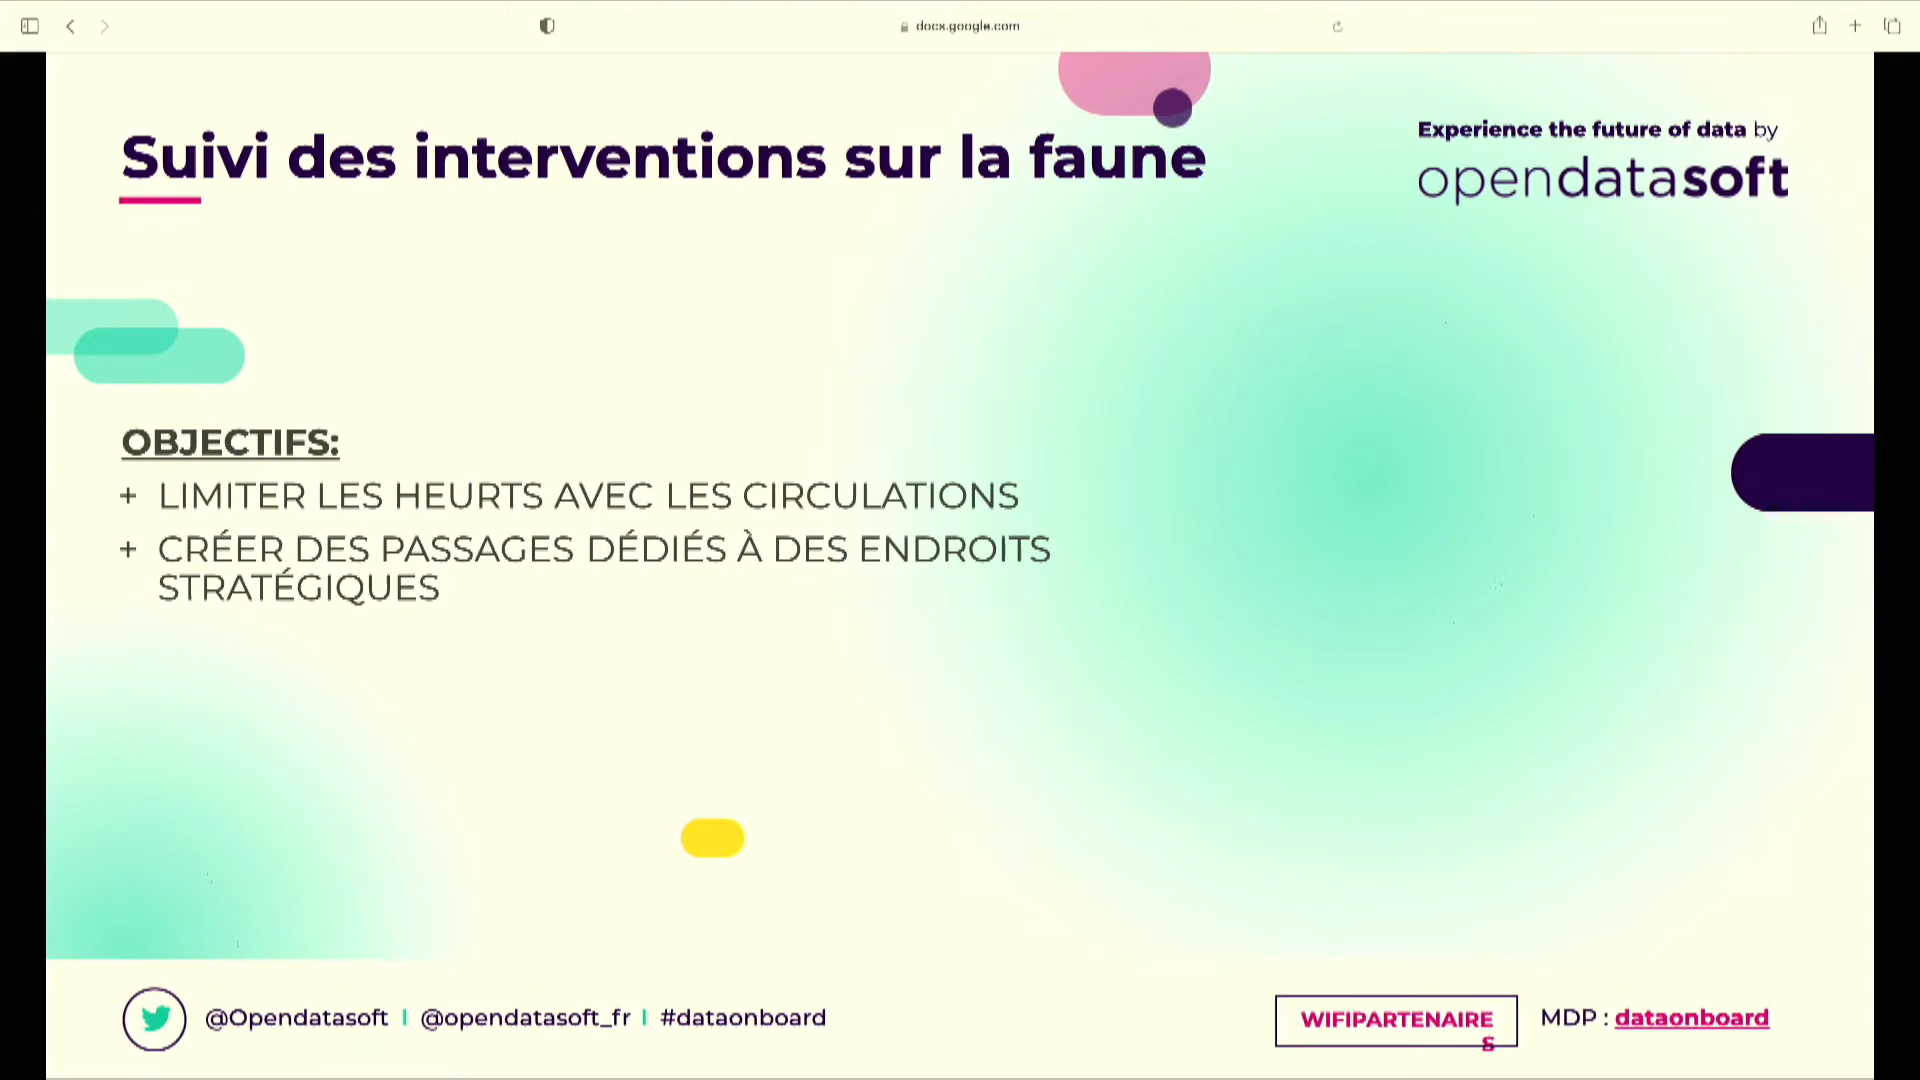 docs.google.com
Suivi des interventions sur la faune
Experience the future of data by
opendatasoft
OBJECTIFS:
+ LIMITER LES HEURTS AVEC LES CIRCULATIONS
+ CRÉER DES PASSAGES DÉDIÉS À DES ENDROITS
STRATÉGIQUES
@Opendatasoft I @opendatasoft_fr I #dataonboard
WIFIPARTENAIRE
S
MDP : dataonboard